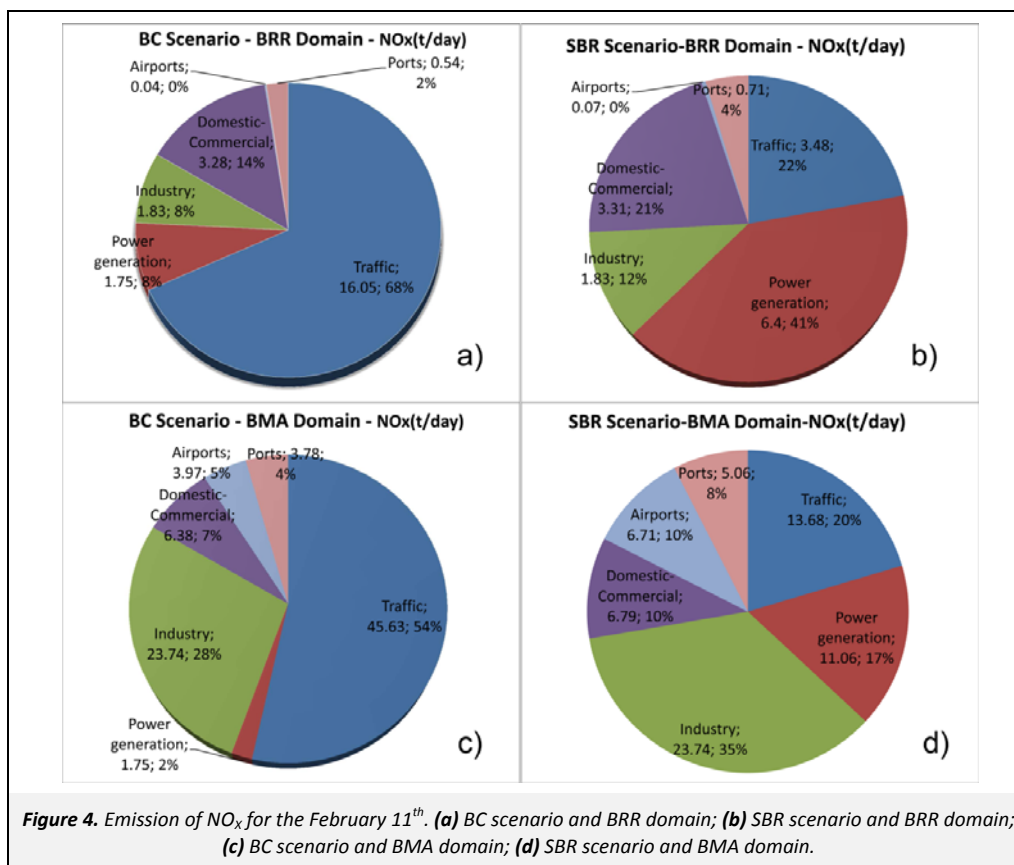 BC Scenario - BRR Domain - NOx(t/day)
Airports;
0.04; 0%
Ports; 0.54;
2%
Domestic-
Commercial;
3.28; 14%
Industry;
1.83; 8%
Power
generation;
1.75; 8%
Traffic;
16.05; 68%
a)
SBR Scenario-BRR Domain - NOx(t/day)
Airports;
0.07; 0%
Ports; 0.71;
4%
Traffic; 3.48;
22%
Domestic-
Commercial;
3.31; 21%
Industry;
1.83; 12%
Power
generation;
6.4; 41%
b)
BC Scenario - BMA Domain - NOx(t/day)
Airports;
3.97; 5%
Ports; 3.78;
4%
Domestic-
Commercial;
6.38; 7%
Traffic;
45.63; 54%
Industry;
23.74; 28%
Power
generation;
1.75; 2%
c)
SBR Scenario-BMA Domain-NOx(t/day)
Ports; 5.06;
8%
Traffic;
13.68; 20%
Airports;
6.71; 10%
Domestic-
Commercial;
6.79; 10%
Power
generation;
11.06; 17%
Industry;
23.74; 35%
d)
Figure 4. Emission of NOX for the February 11th. (a) BC scenario and BRR domain; (b) SBR scenario and BRR domain;
(c) BC scenario and BMA domain; (d) SBR scenario and BMA domain.